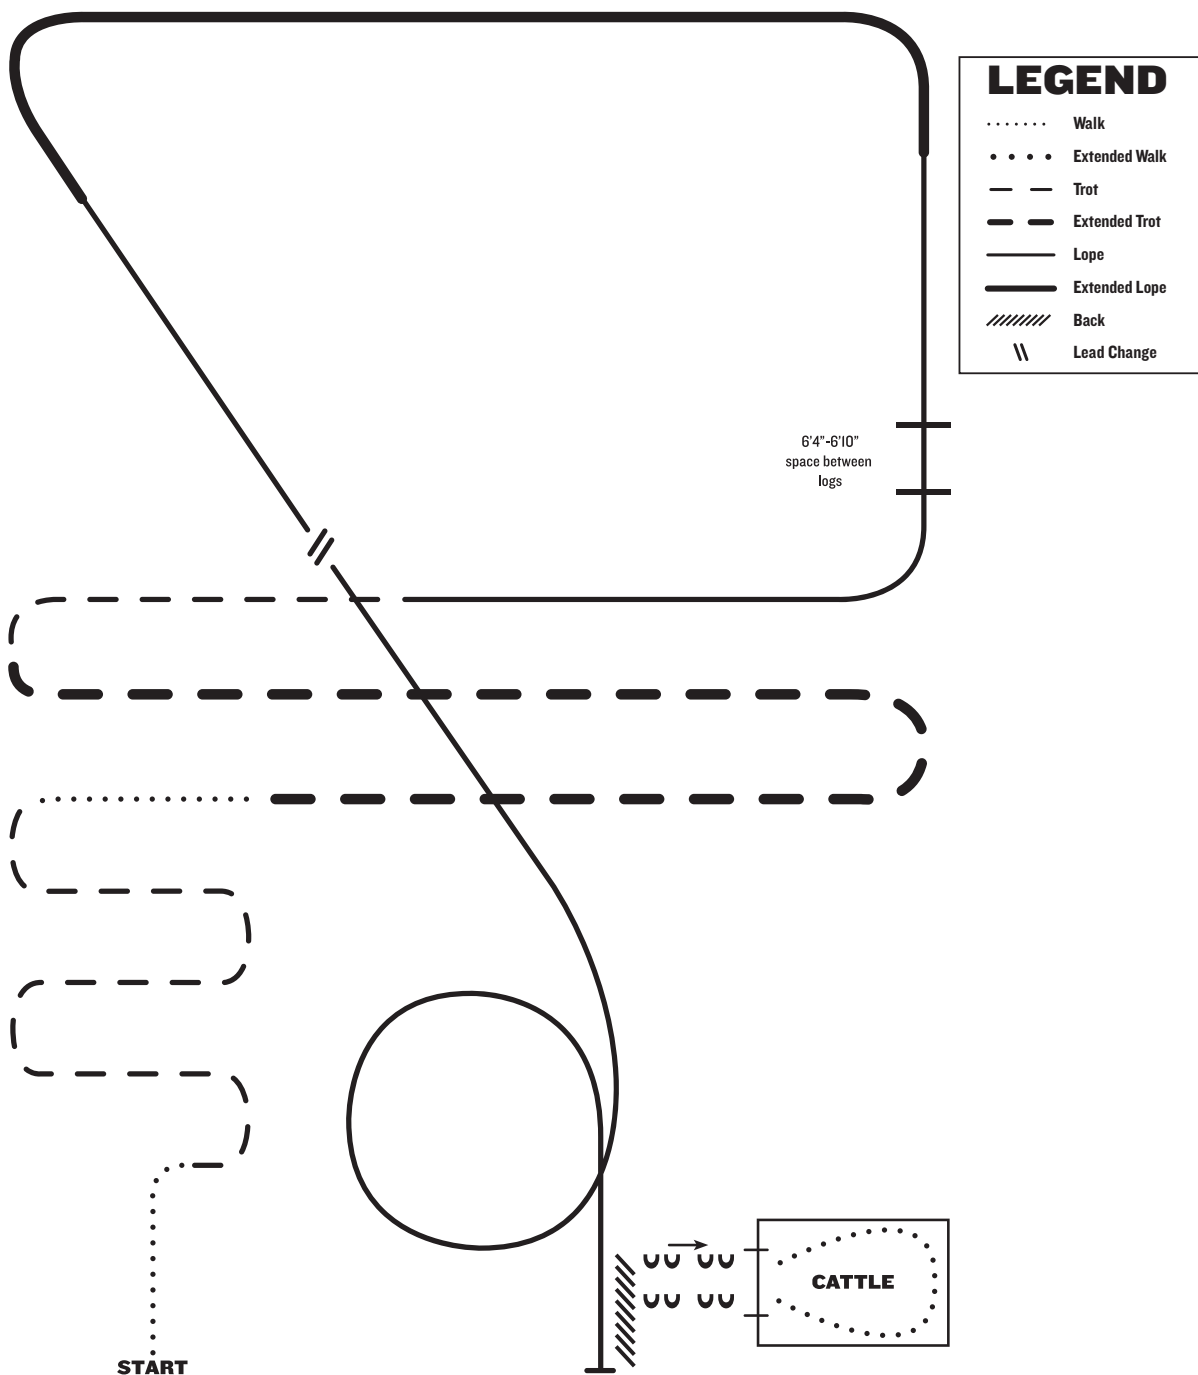 LEGEND
Walk
Extended Walk
Trot
Extended Trot
Lope
Extended Lope
Back
Lead Change
6'4"-6'10"
space between
logs
CATTLE
START